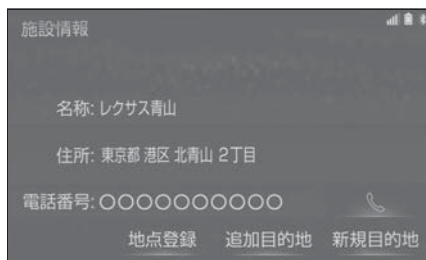 施設情報
名称: レクサス青山
住所: 東京都 港区 北青山 2丁目
電話番号: ○○○○○○○○○○
地点登録 追加目的地 新規目的地